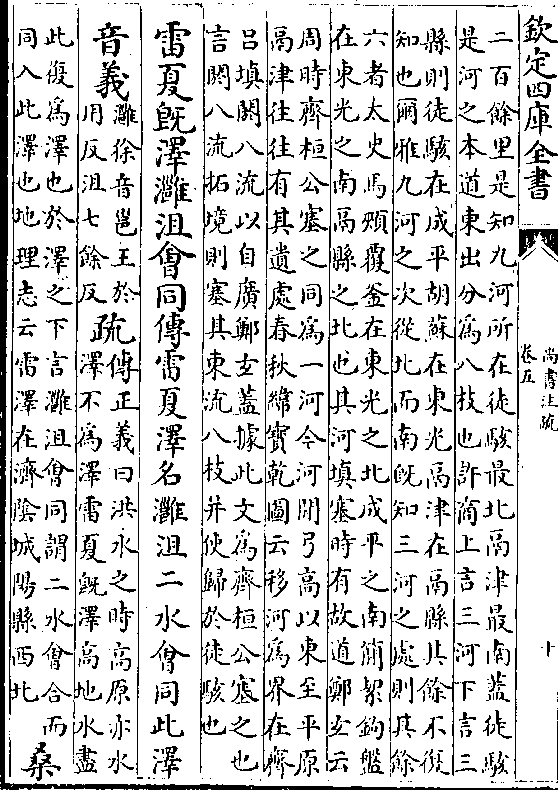 欽定四庫全書
尚書注疏
卷五
十
二百餘里是知九河所在徒駭最北鬲津最南蓋徒駭
是河之本道東出分為八枝也許商上言三河下言三
縣則徒駭在成平胡蘇在東光鬲津在鬲縣其餘不復
知也爾雅九河之次從北而南既知三河之處則其餘
六者太史馬頰覆釜在東光之北成平之南簡絜鉤盤
在東光之南鬲縣之北也其河填塞時有故道鄭玄云
周時齊桓公塞之同為一河今河間弓高以東至平原
鬲津往往有其遺處春秋緯寶乾圖云移河為界在齊
呂填閼八流以自廣鄭玄蓋據此文為齊桓公塞之也
言閼八流拓境則塞其東流八枝并使歸於徒駭也
雷夏既澤灉沮會同傳雷夏澤名灉沮二水會同此澤
音義灉徐音邕王於
用反沮七餘反
疏傳正義曰洪水之時高原亦水
澤不為澤雷夏既澤高地水盡
此復為澤也於澤之下言灉沮會同謂二水會合而
同入此澤也地理志云雷澤在濟陰城陽縣西北
桑